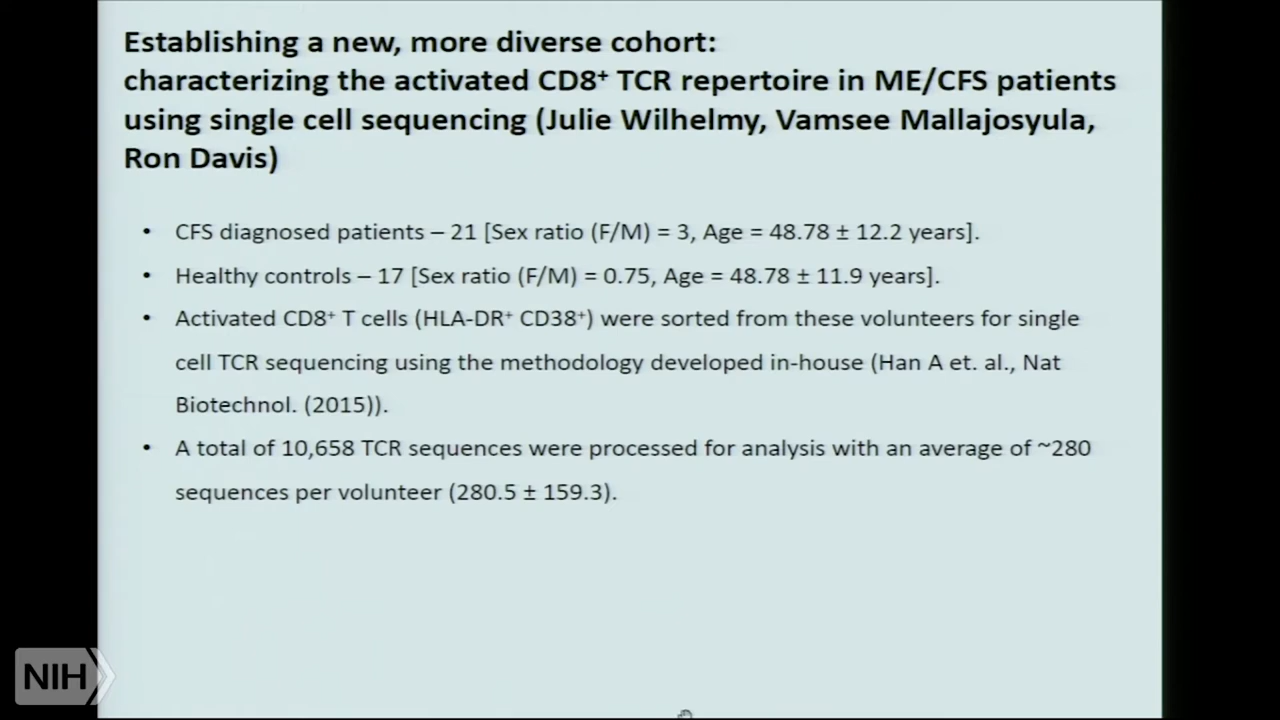 Establishing a new, more diverse cohort:
characterizing the activated CD8⁺ TCR repertoire in ME/CFS patients
using single cell sequencing (Julie Wilhelmy, Vamsee Mallajosyula,
Ron Davis)
• CFS diagnosed patients – 21 [Sex ratio (F/M) = 3, Age = 48.78 ± 12.2 years].
• Healthy controls – 17 [Sex ratio (F/M) = 0.75, Age = 48.78 ± 11.9 years].
• Activated CD8⁺ T cells (HLA-DR⁺ CD38⁺) were sorted from these volunteers for single
cell TCR sequencing using the methodology developed in-house (Han A et. al., Nat
Biotechnol. (2015)).
• A total of 10,658 TCR sequences were processed for analysis with an average of ~280
sequences per volunteer (280.5 ± 159.3).
NIH